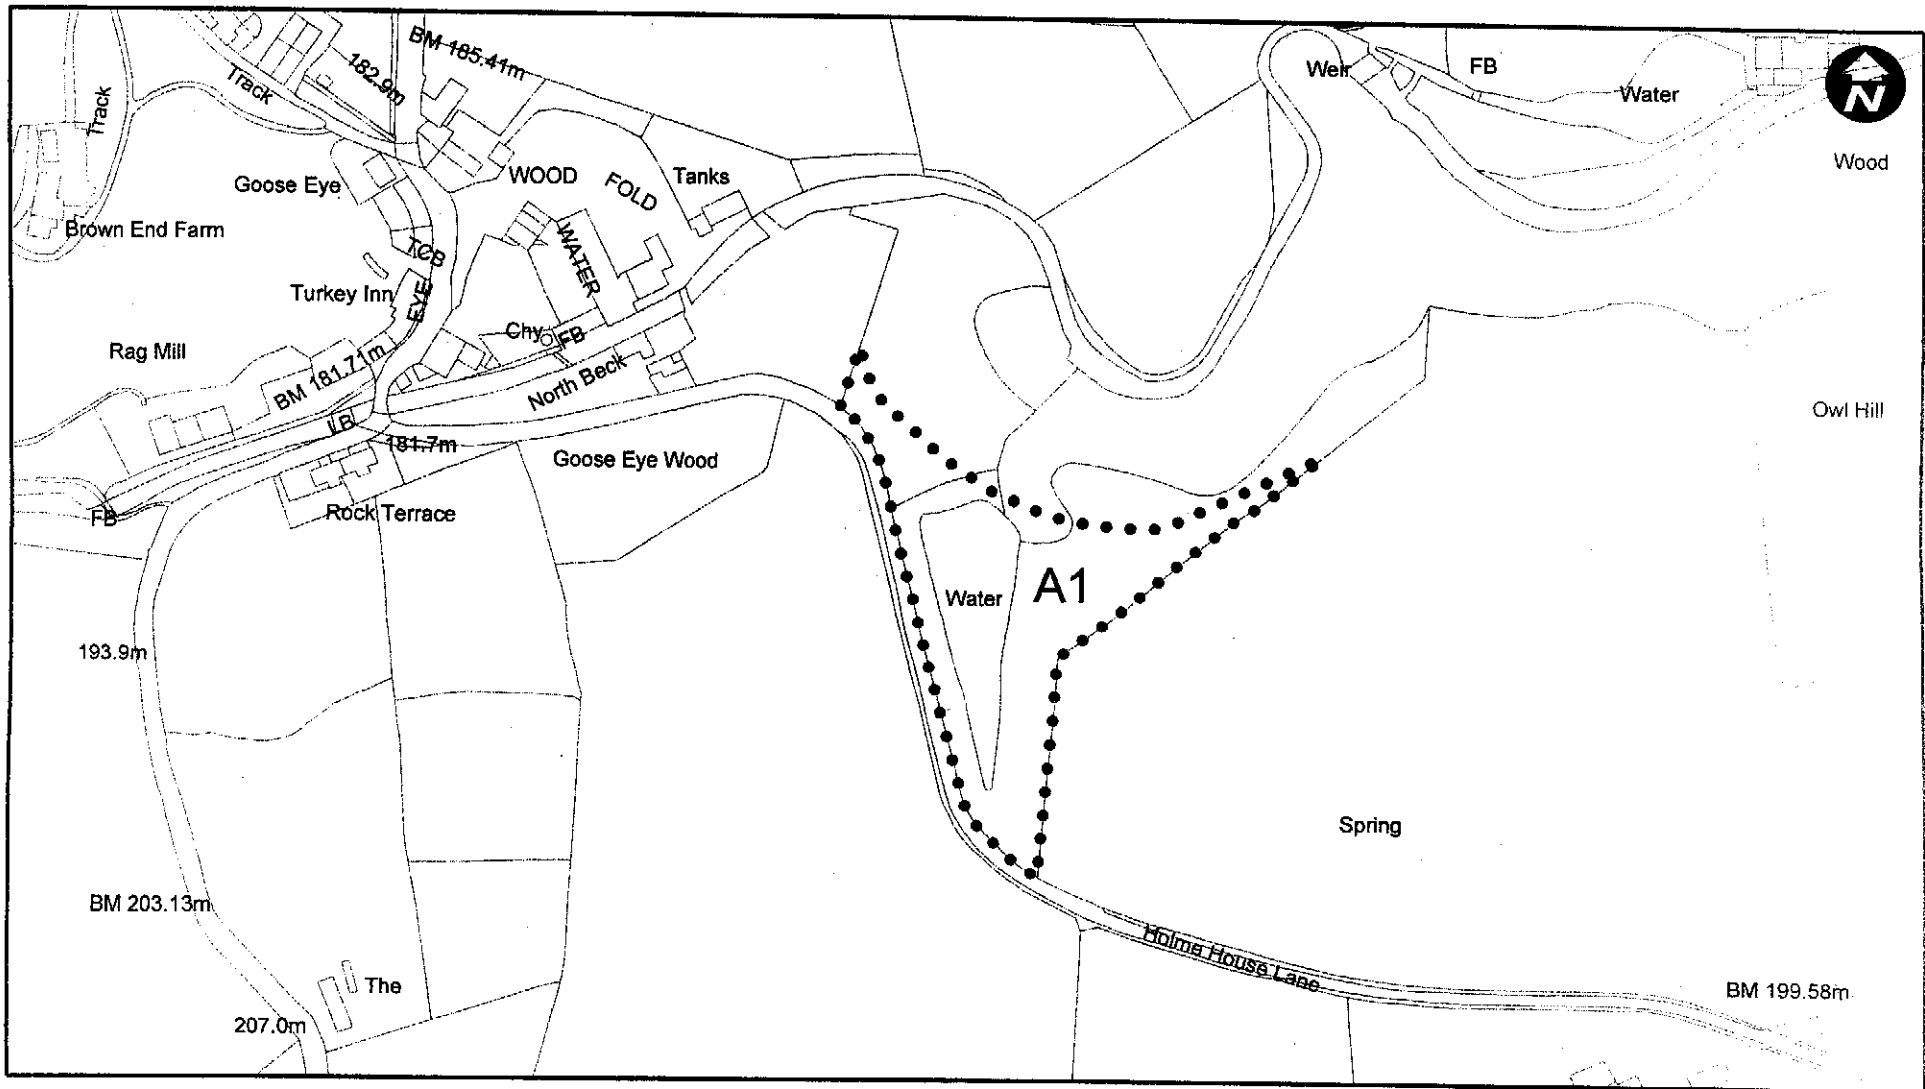 BM 185.41m
182.9m
Track
Track
Weir
FB
Water
N
Wood
Goose Eye
WOOD
FOLD
Tanks
Brown End Farm
TCB
WATER
Turkey Inn
EYE
Chy
FB
Rag Mill
BM 181.71m
North Beck
LB
181.7m
Goose Eye Wood
Owl Hill
FB
Rock Terrace
Water
A1
193.9m
Spring
BM 203.13m
Holme House Lane
The
207.0m
BM 199.58m